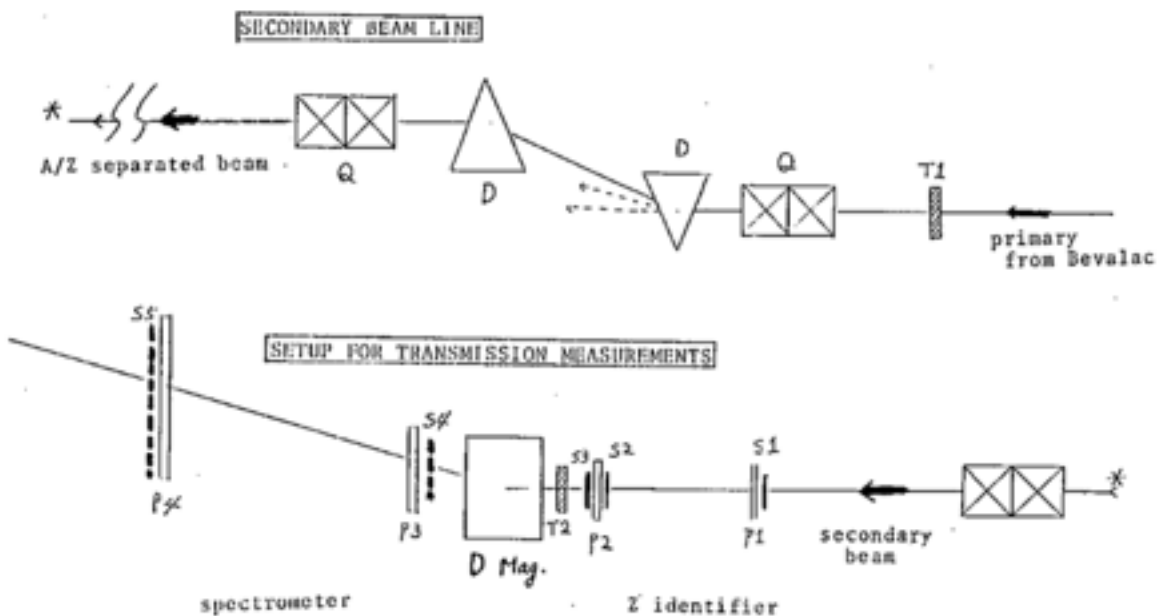 SECONDARY BEAM LINE
*
A/Z separated beam
Q
D
D
Q
T1
primary
from Bevalac
SETUP FOR TRANSMISSION MEASUREMENTS
S5
P4
S4
P3
D Mag.
T2
S3
S2
P2
S1
P1
secondary
beam
*
spectrometer
Z identifier